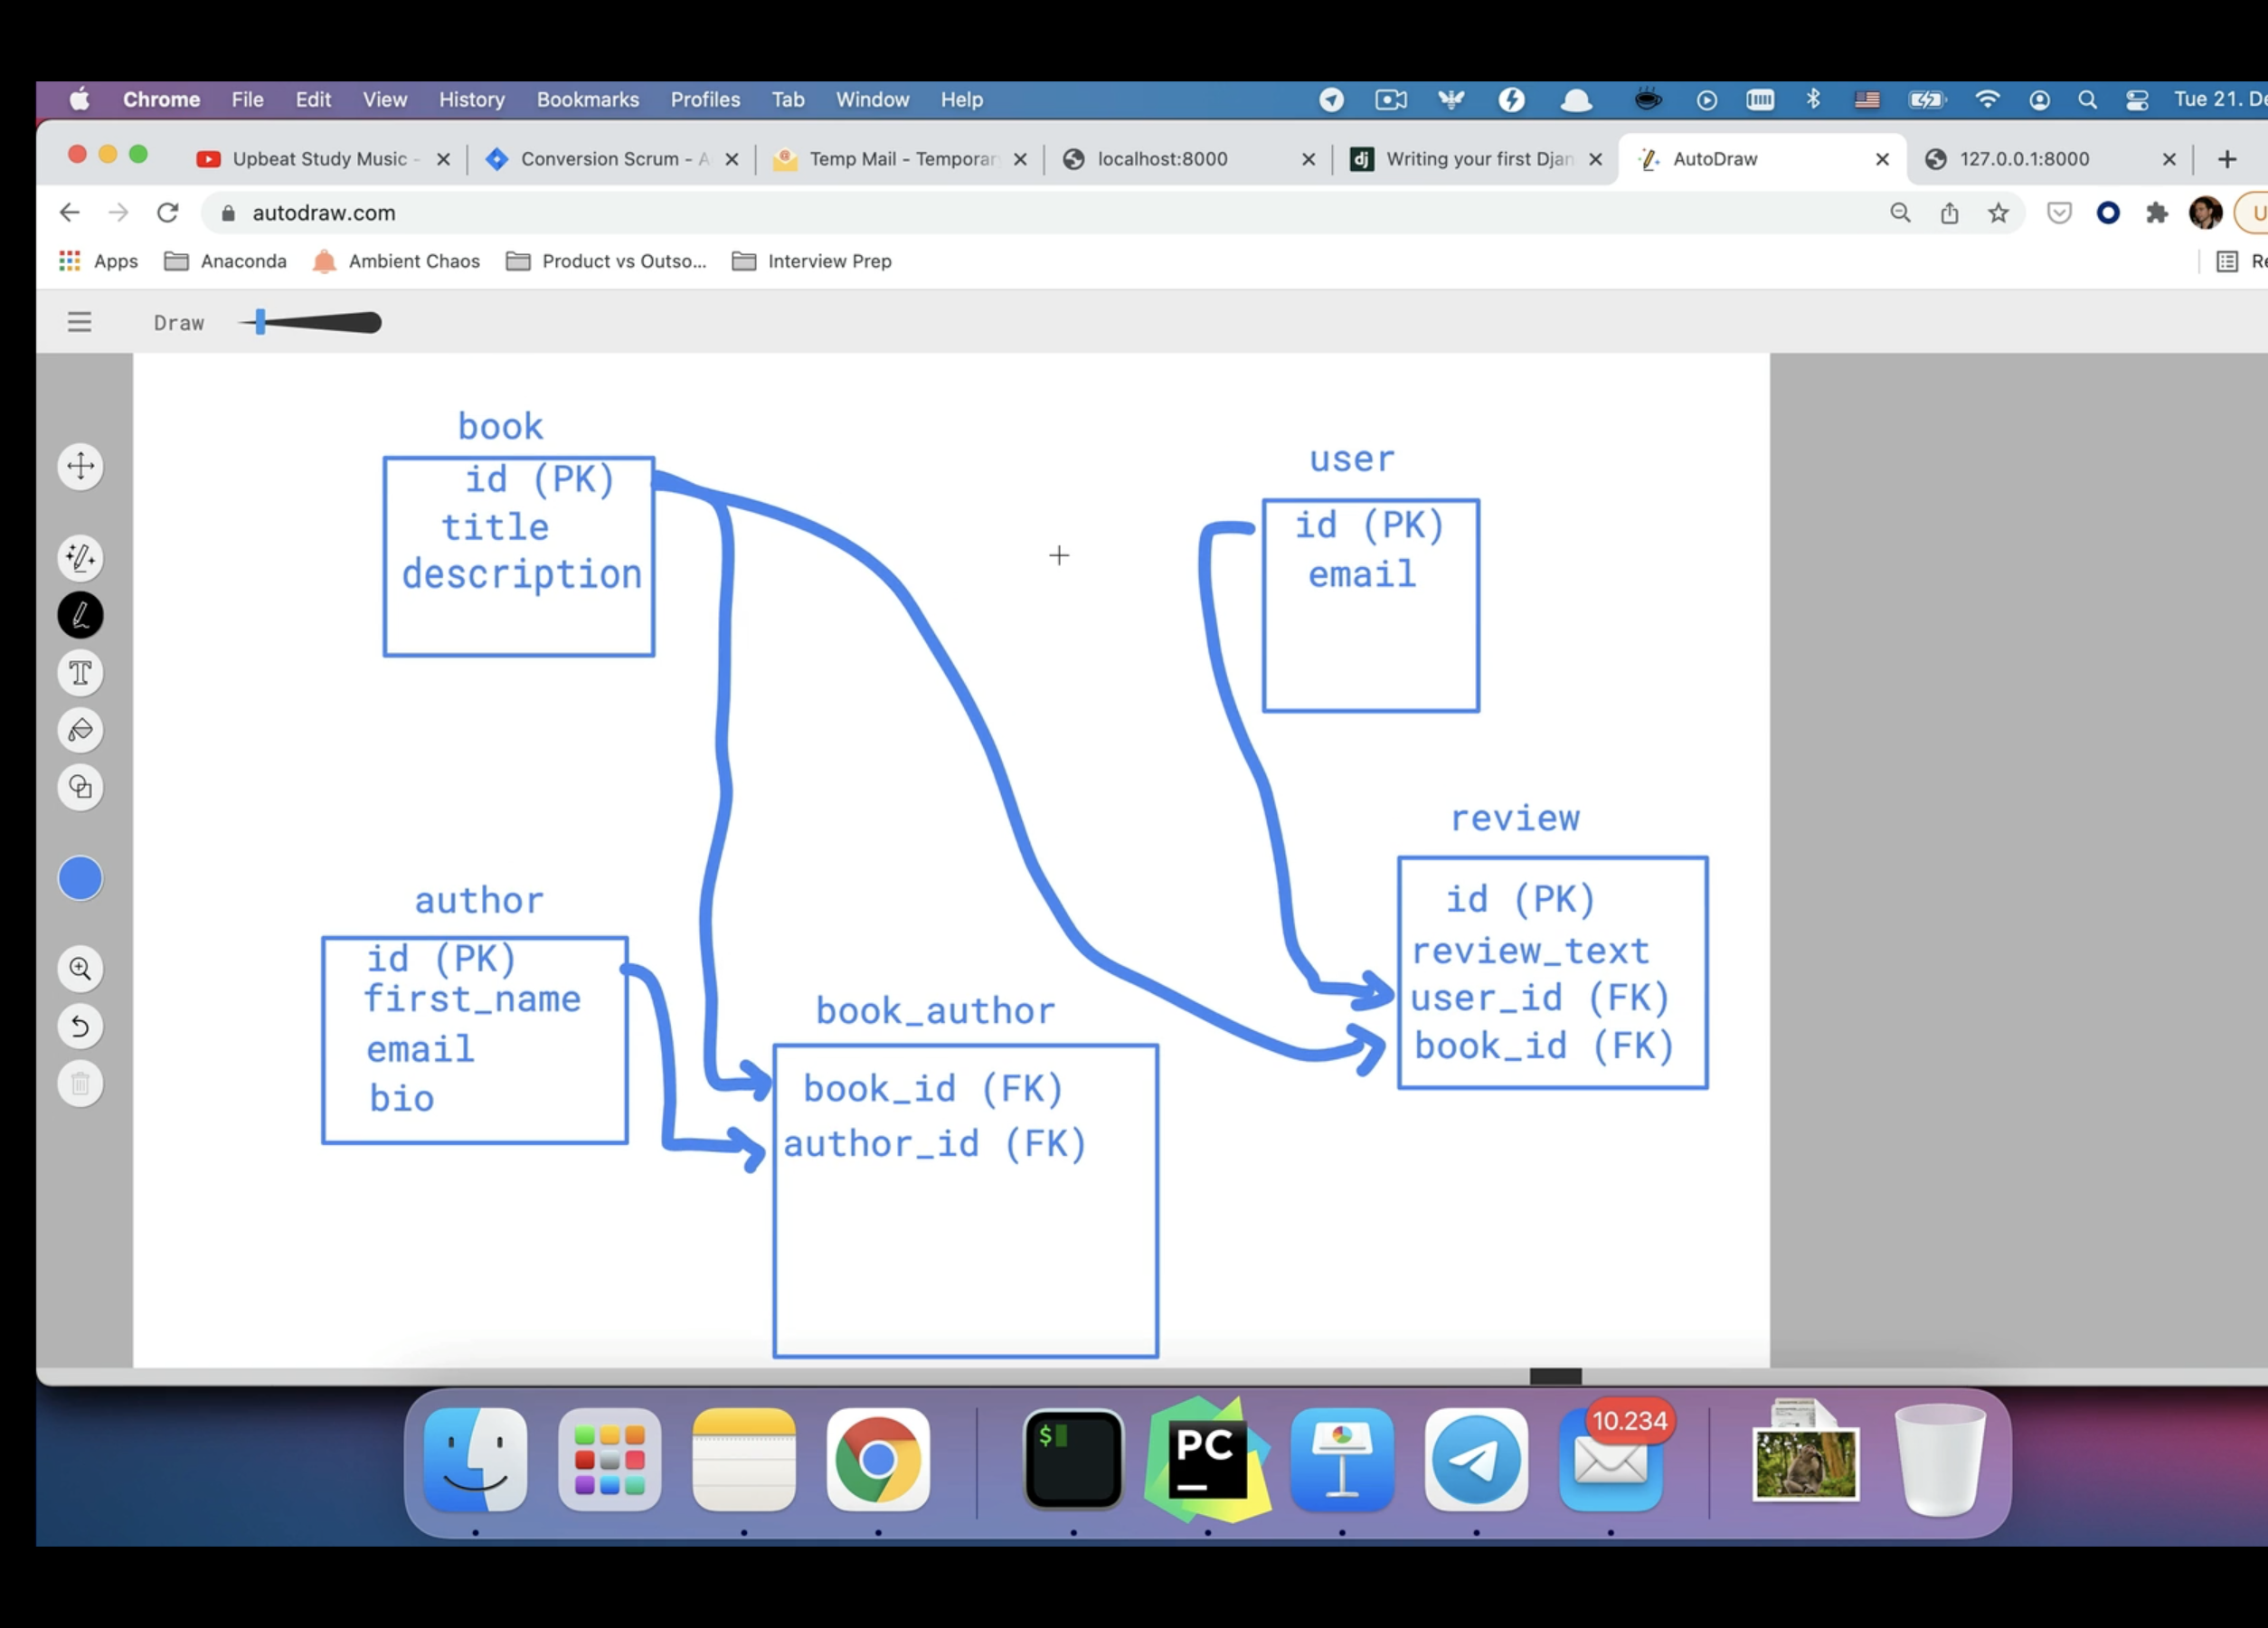 Chrome File Edit View History Bookmarks Profiles Tab Window Help Tue 21. De
Upbeat Study Music - Conversion Scrum - A Temp Mail - Temporar localhost:8000 Writing your first Djan AutoDraw 127.0.0.1:8000
autodraw.com U
Apps Anaconda Ambient Chaos Product vs Outso... Interview Prep Re
Draw
book
id (PK)
title
description
user
id (PK)
email
review
id (PK)
review_text
user_id (FK)
book_id (FK)
author
id (PK)
first_name
email
bio
book_author
book_id (FK)
author_id (FK)
$ PC 10.234